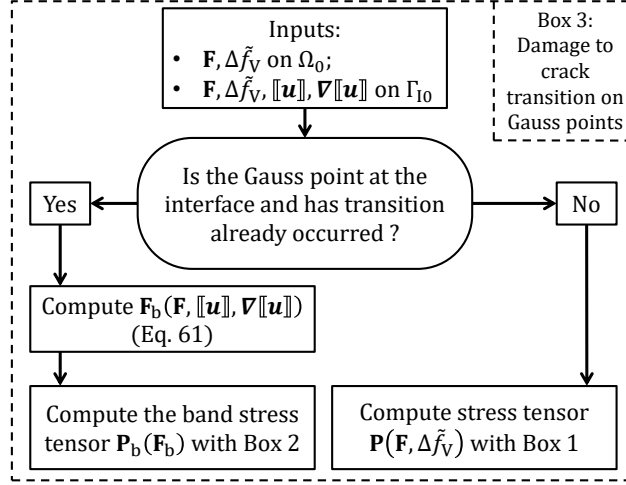 Inputs:
• 𝐅, Δf̃_V on Ω₀;
• 𝐅, Δf̃_V, ⟦𝒖⟧, 𝛁⟦𝒖⟧ on Γ_I0
Box 3:
Damage to
crack
transition on
Gauss points
Is the Gauss point at the
interface and has transition
already occurred ?
Yes
No
Compute 𝐅_b(𝐅, ⟦𝒖⟧, 𝛁⟦𝒖⟧)
(Eq. 61)
Compute the band stress
tensor 𝐏_b(𝐅_b) with Box 2
Compute stress tensor
𝐏(𝐅, Δf̃_V) with Box 1